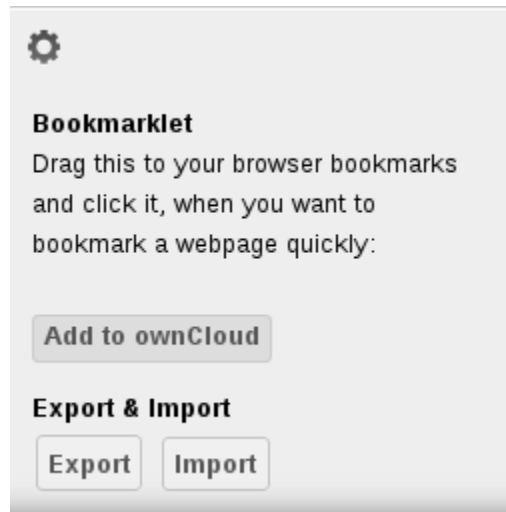 Bookmarklet
Drag this to your browser bookmarks
and click it, when you want to
bookmark a webpage quickly:
Add to ownCloud
Export & Import
Export Import